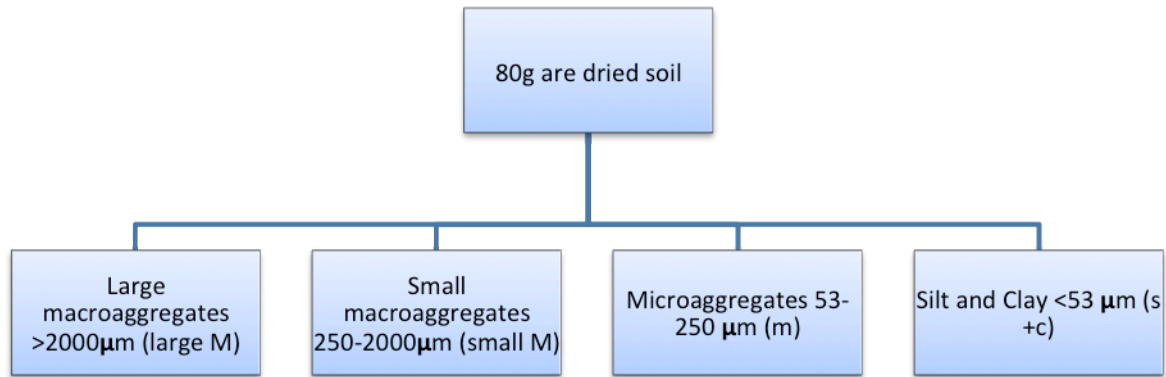 80g are dried soil
Large
macroaggregates
>2000μm (large M)
Small
macroaggregates
250-2000μm (small M)
Microaggregates 53-
250 μm (m)
Silt and Clay <53 μm (s
+c)